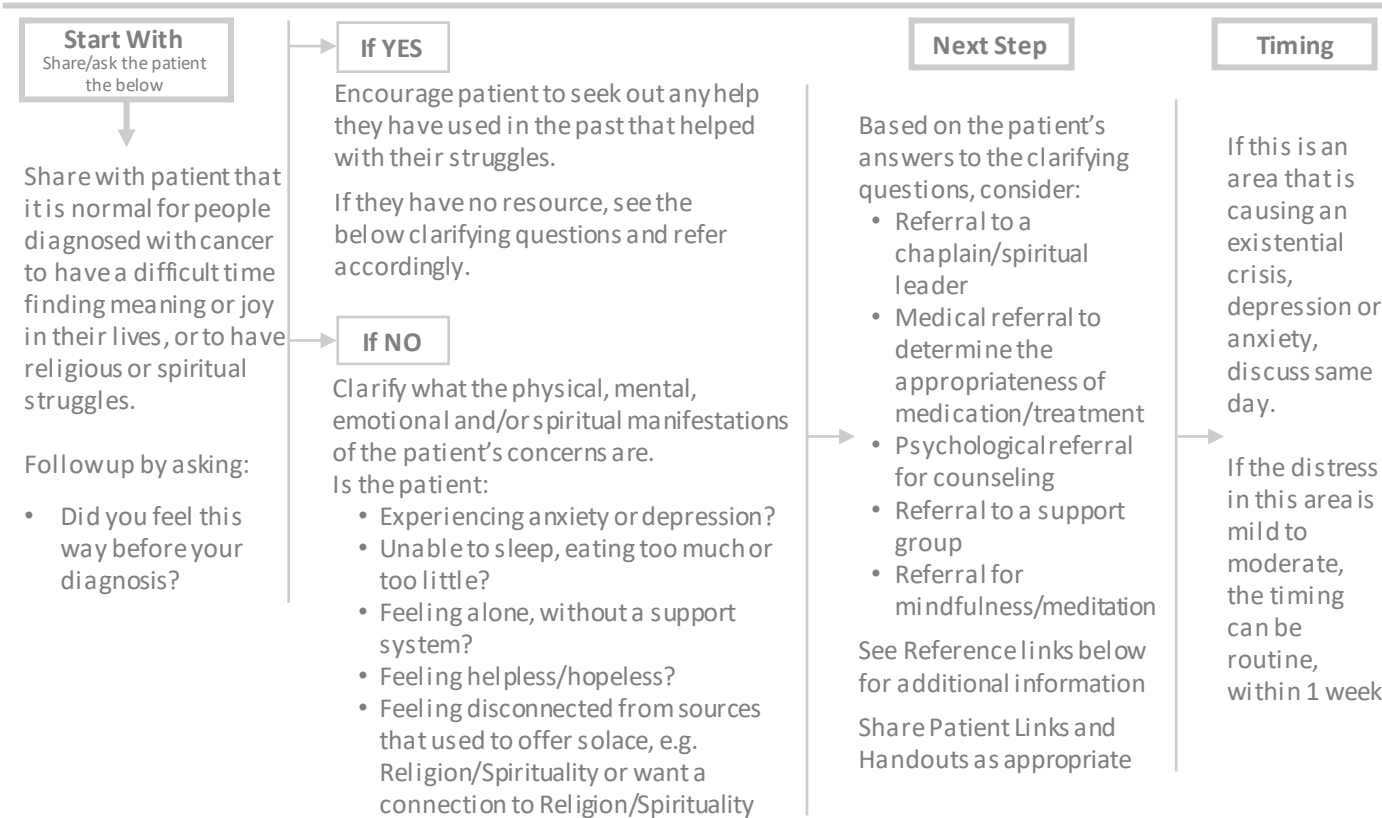 Start With
Share/ask the patient
the below
Share with patient that
it is normal for people
diagnosed with cancer
to have a difficult time
finding meaning or joy
in their lives, or to have
religious or spiritual
struggles.
Followup by asking:
• Did you feel this
way before your
diagnosis?
If YES
Encourage patient to seek out any help
they have used in the past that helped
with their struggles.
If they have no resource, see the
below clarifying questions and refer
accordingly.
If NO
Clarify what the physical, mental,
emotional and/or spiritual manifestations
of the patient's concerns are.
Is the patient:
• Experiencing anxiety or depression?
• Unable to sleep, eating too much or
too little?
• Feeling alone, without a support
system?
• Feeling helpless/hopeless?
• Feeling disconnected from sources
that used to offer solace, e.g.
Religion/Spirituality or want a
connection to Religion/Spirituality
Next Step
Based on the patient's
answers to the clarifying
questions, consider:
• Referral to a
chaplain/spiritual
leader
• Medical referral to
determine the
appropriateness of
medication/treatment
• Psychological referral
for counseling
• Referral to a support
group
• Referral for
mindfulness/meditation
See Reference links below
for additional information
Share Patient Links and
Handouts as appropriate
Timing
If this is an
area that is
causing an
existential
crisis,
depression or
anxiety,
discuss same
day.
If the distress
in this area is
mild to
moderate,
the timing
can be
routine,
within 1 week